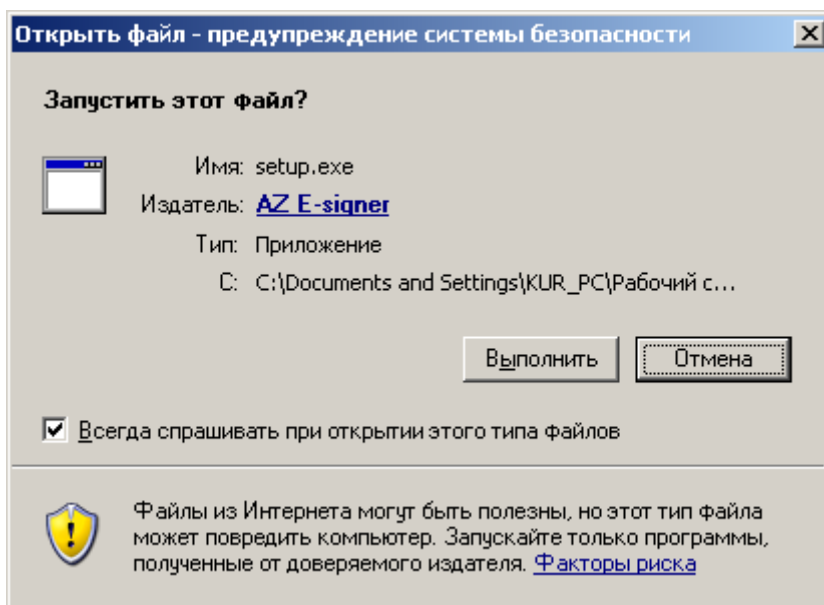 Открыть файл - предупреждение системы безопасности
Запустить этот файл?
Имя: setup.exe
Издатель: AZ E-signer
Тип: Приложение
С: C:\Documents and Settings\KUR_PC\Рабочий с...
Выполнить Отмена
Всегда спрашивать при открытии этого типа файлов
Файлы из Интернета могут быть полезны, но этот тип файла
может повредить компьютер. Запускайте только программы,
полученные от доверяемого издателя. Факторы риска